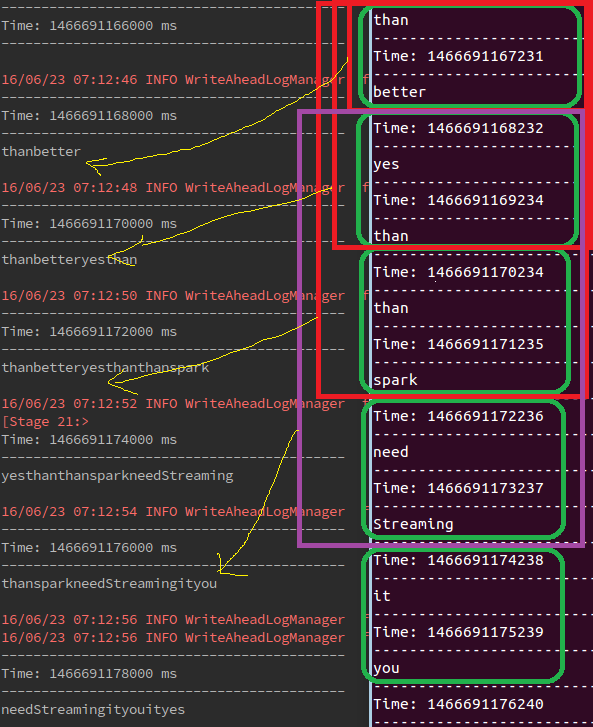 Time: 1466691166000 ms
16/06/23 07:12:46 INFO WriteAheadLogManager
Time: 1466691168000 ms
thanbetter
16/06/23 07:12:48 INFO WriteAheadLogManager f
Time: 1466691170000 ms
thanbetteryesthan
16/06/23 07:12:50 INFO WriteAheadLogManager f
Time: 1466691172000 ms
thanbetteryesthanthanspark
16/06/23 07:12:52 INFO WriteAheadLogManager
[Stage 21:>
Time: 1466691174000 ms
yesthanthansparkneedStreaming
16/06/23 07:12:54 INFO WriteAheadLogManager
Time: 1466691176000 ms
thansparkneedStreamingityou
16/06/23 07:12:56 INFO WriteAheadLogManager
16/06/23 07:12:56 INFO WriteAheadLogManager
Time: 1466691178000 ms
needStreamingityouityes
than
Time: 1466691167231
better
Time: 1466691168232
yes
Time: 1466691169234
than
Time: 1466691170234
than
Time: 1466691171235
spark
Time: 1466691172236
need
Time: 1466691173237
Streaming
Time: 1466691174238
it
Time: 1466691175239
you
Time: 1466691176240